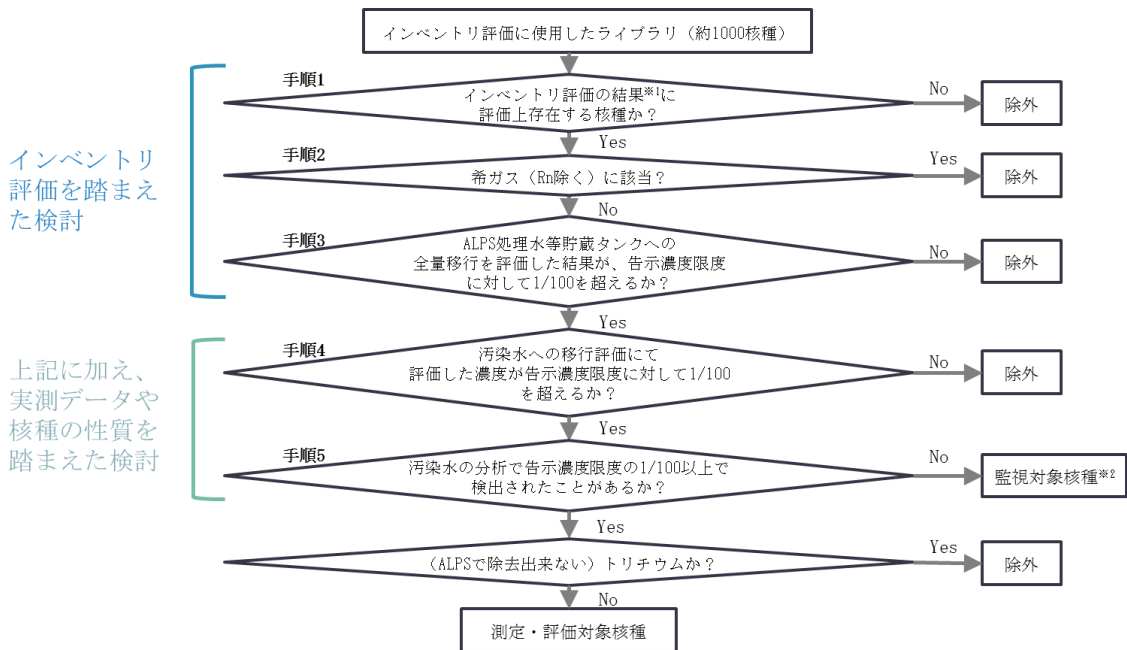 インベントリ評価に使用したライブラリ（約1000核種）
手順1
インベントリ評価の結果※1に
評価上存在する核種か？
No
除外
Yes
インベントリ
評価を踏まえ
た検討
手順2
希ガス（Rn除く）に該当？
Yes
除外
No
手順3
ALPS処理水等貯蔵タンクへの
全量移行を評価した結果が、告示濃度限度
に対して1/100を超えるか？
No
除外
Yes
上記に加え、
実測データや
核種の性質を
踏まえた検討
手順4
汚染水への移行評価にて
評価した濃度が告示濃度限度に対して1/100
を超えるか？
No
除外
Yes
手順5
汚染水の分析で告示濃度限度の1/100以上で
検出されたことがあるか？
No
監視対象核種※2
Yes
（ALPSで除去出来ない）トリチウムか？
Yes
除外
No
測定・評価対象核種